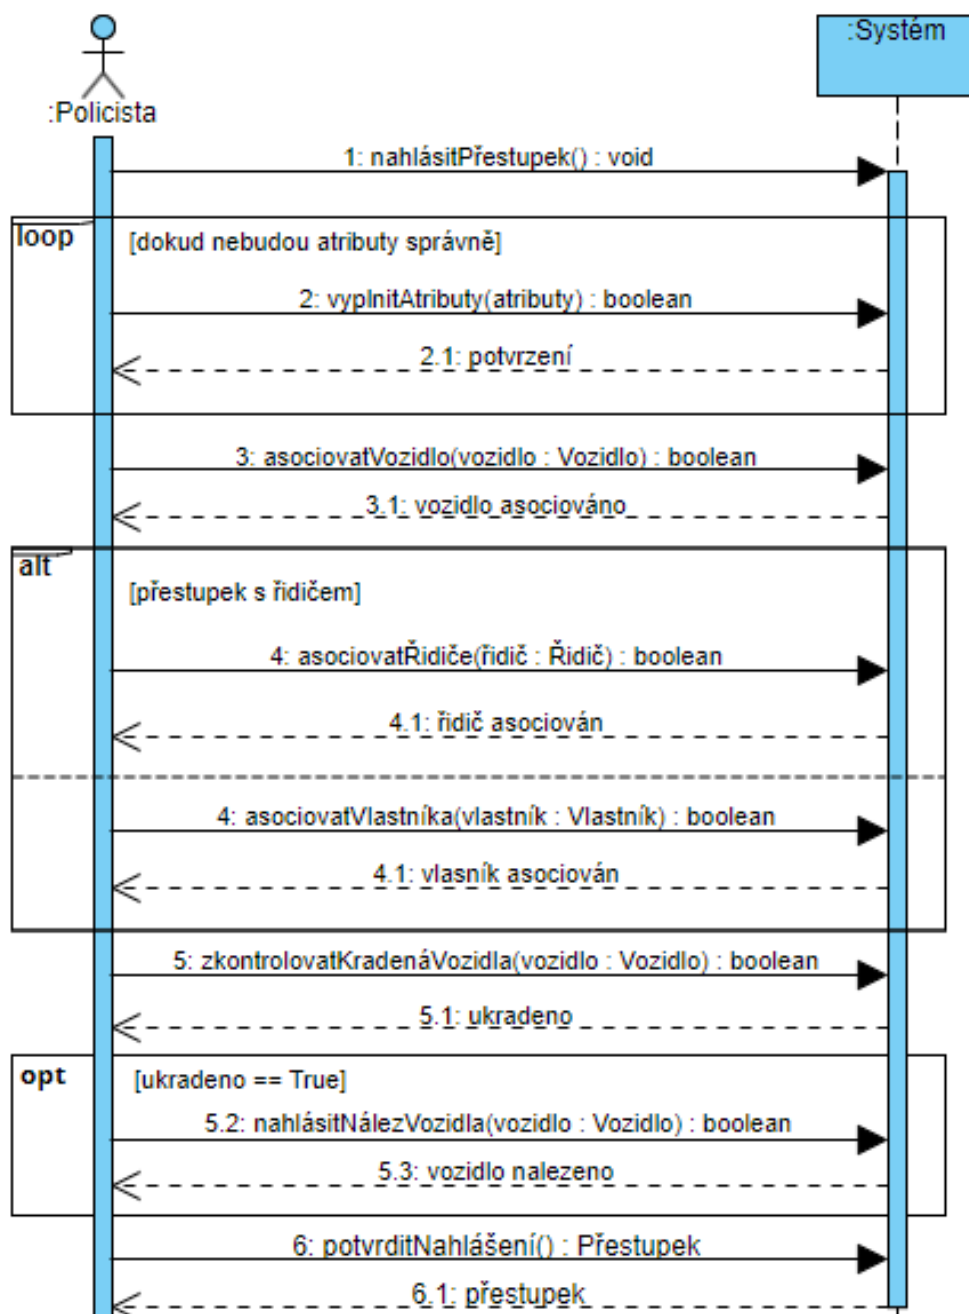 :Systém
:Policista
1: nahlásitPřestupek() : void
loop
[dokud nebudou atributy správně]
2: vyplnitAtributy(atributy) : boolean
2.1: potvrzení
3: asociovatVozidlo(vozidlo : Vozidlo) : boolean
3.1: vozidlo asociováno
alt
[přestupek s řidičem]
4: asociovatŘidiče(řidič : Řidič) : boolean
4.1: řidič asociován
4: asociovatVlastníka(vlastník : Vlastník) : boolean
4.1: vlasník asociován
5: zkontrolovatKradenáVozidla(vozidlo : Vozidlo) : boolean
5.1: ukradeno
opt
[ukradeno == True]
5.2: nahlásitNálezVozidla(vozidlo : Vozidlo) : boolean
5.3: vozidlo nalezeno
6: potvrditNahlášení() : Přestupek
6.1: přestupek